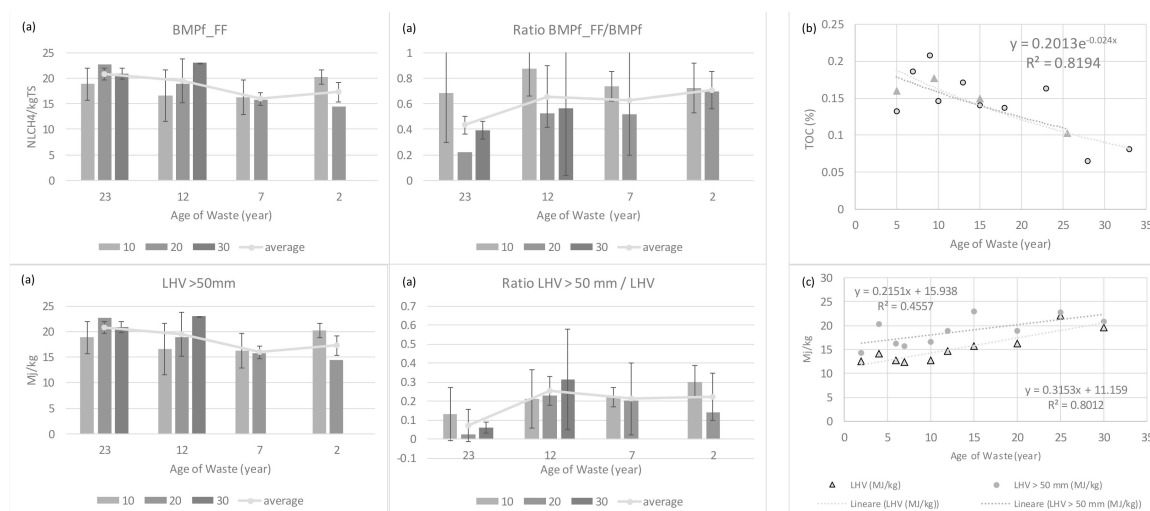 (a)
BMPf_FF
25
20
15
10
5
0
NLCH4/kgTS
23
12
7
2
Age of Waste (year)
10
20
30
average
(a)
Ratio BMPf_FF/BMPf
1
0.8
0.6
0.4
0.2
0
23
12
7
2
Age of Waste (year)
10
20
30
average
(b)
y = 0.2013e^-0.024x
R² = 0.8194
0.25
0.2
0.15
0.1
0.05
0
TOC (%)
0
5
10
15
20
25
30
35
Age of Waste (year)
(a)
LHV >50mm
25
20
15
10
5
0
Mj/kg
23
12
7
2
Age of Waste (year)
10
20
30
average
(a)
Ratio LHV > 50 mm / LHV
0.7
0.6
0.5
0.4
0.3
0.2
0.1
0
-0.1
23
12
7
2
Age of Waste (year)
10
20
30
average
(c)
30
25
20
15
10
5
0
Mj/kg
y = 0.2151x + 15.938
R² = 0.4557
y = 0.3153x + 11.159
R² = 0.8012
0
5
10
15
20
25
30
35
Age of Waste (year)
LHV (MJ/kg)
LHV > 50 mm (MJ/kg)
Lineare (LHV (MJ/kg))
Lineare (LHV > 50 mm (MJ/kg))